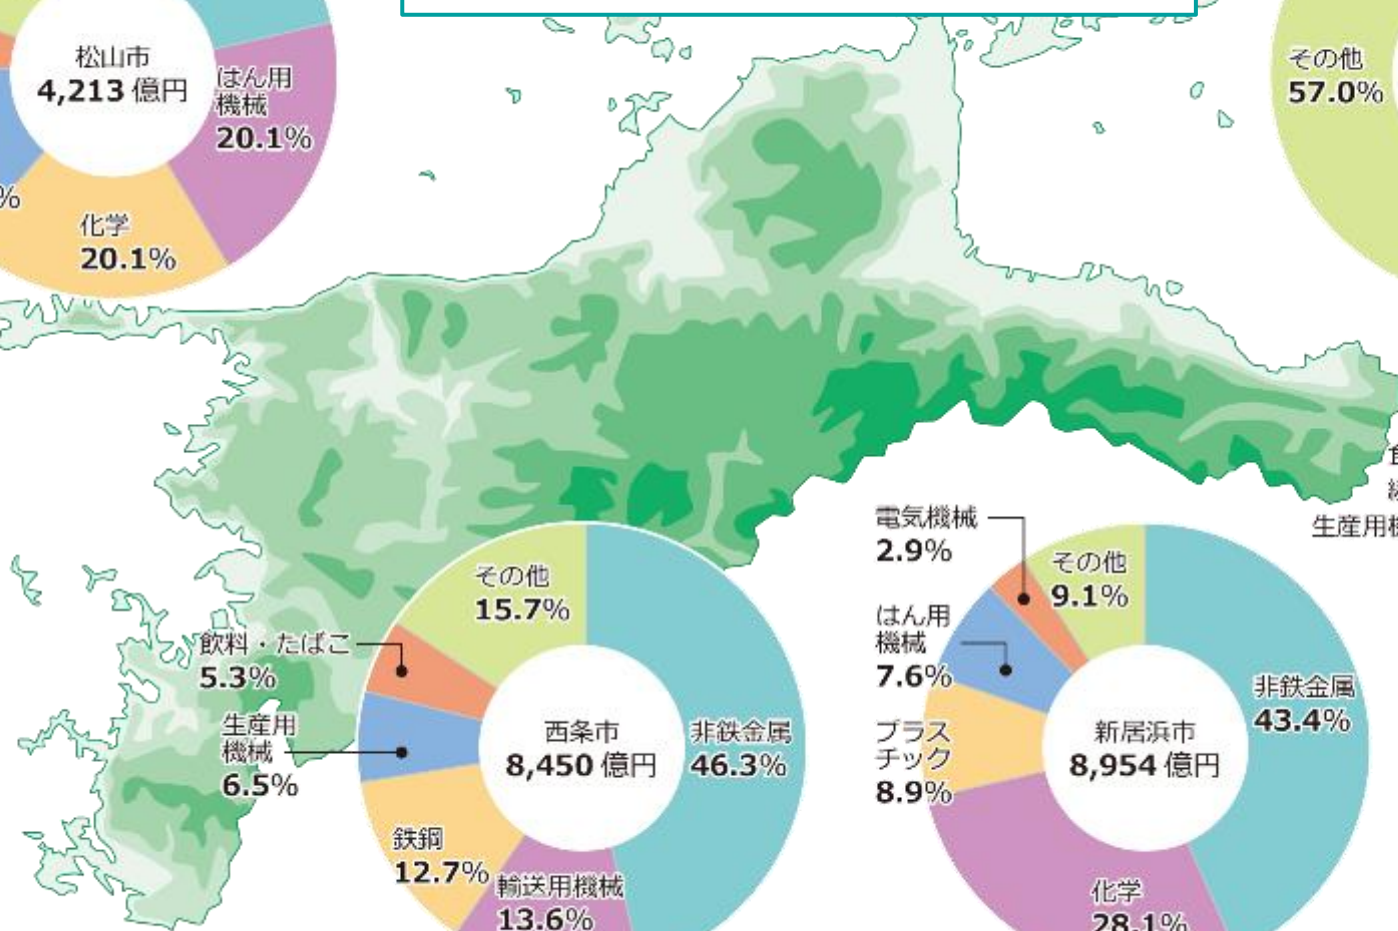 松山市
4,213 億円
はん用
機械
20.1%
化学
20.1%
%
その他
57.0%
生産用機
電気機械
2.9%
その他
9.1%
はん用
機械
7.6%
プラス
チック
8.9%
新居浜市
8,954 億円
非鉄金属
43.4%
化学
28.1%
その他
15.7%
飲料・たばこ
5.3%
生産用
機械
6.5%
西条市
8,450 億円
非鉄金属
46.3%
鉄鋼
12.7%
輸送用機械
13.6%